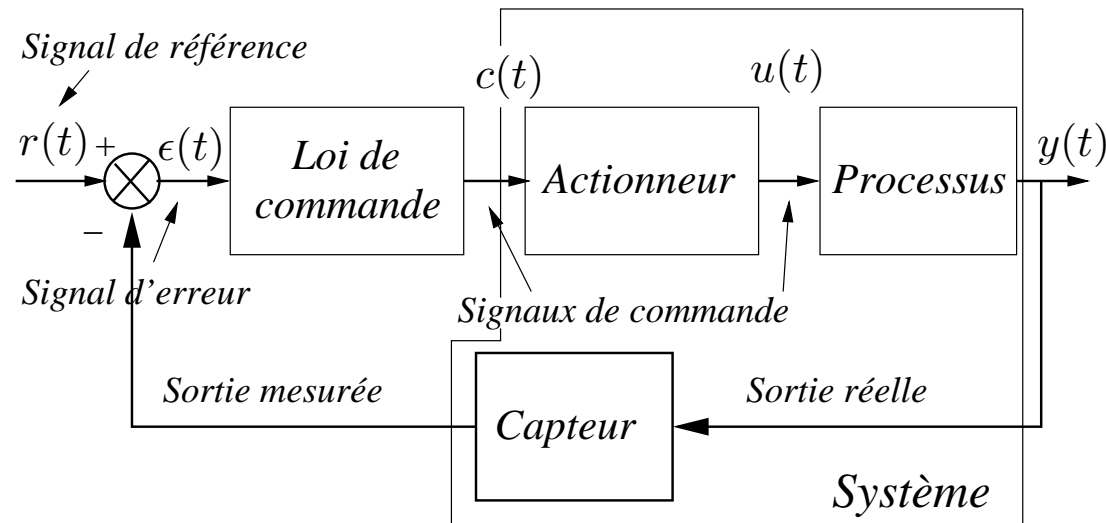 Signal de référence
c(t)
u(t)
r(t)
+
ϵ(t)
Loi de
commande
Actionneur
Processus
y(t)
−
Signal d'erreur
Signaux de commande
Sortie mesurée
Capteur
Sortie réelle
Système